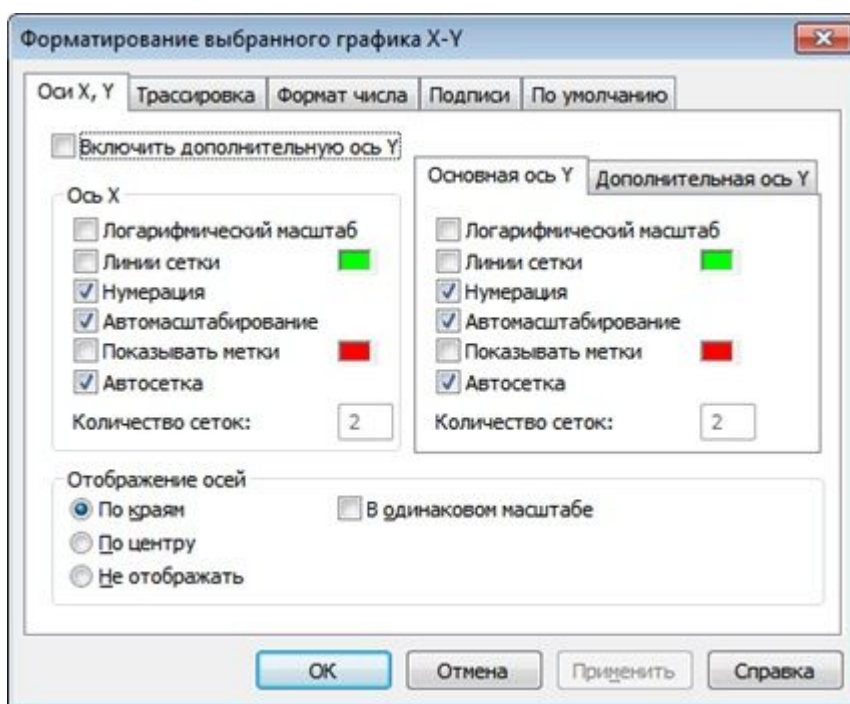 Форматирование выбранного графика X-Y
Оси X, Y Трассировка Формат числа Подписи По умолчанию
Включить дополнительную ось Y
Ось X
Логарифмический масштаб
Линии сетки
Нумерация
Автомасштабирование
Показывать метки
Автосетка
Количество сеток: 2
Основная ось Y Дополнительная ось Y
Логарифмический масштаб
Линии сетки
Нумерация
Автомасштабирование
Показывать метки
Автосетка
Количество сеток: 2
Отображение осей
По краям В одинаковом масштабе
По центру
Не отображать
ОК Отмена Применить Справка